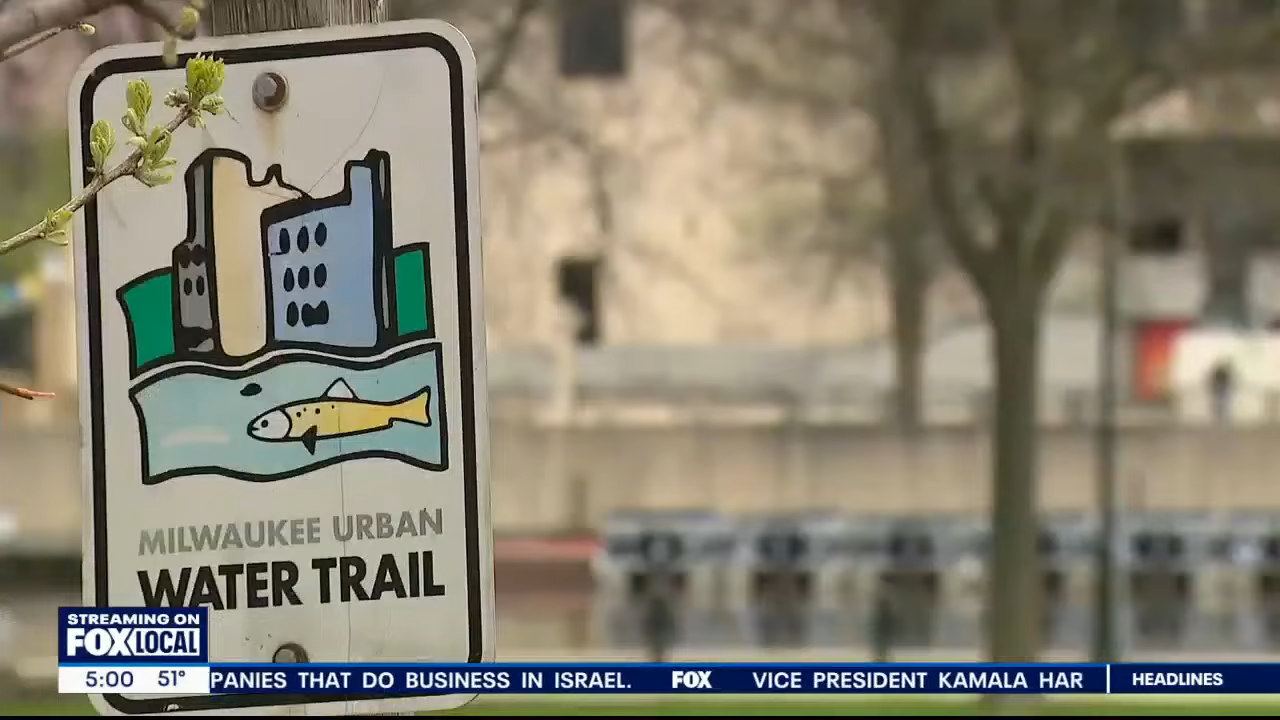 MILWAUKEE URBAN
WATER TRAIL
STREAMING ON
FOX LOCAL
5:00 51° PANIES THAT DO BUSINESS IN ISRAEL. FOX VICE PRESIDENT KAMALA HAR HEADLINES